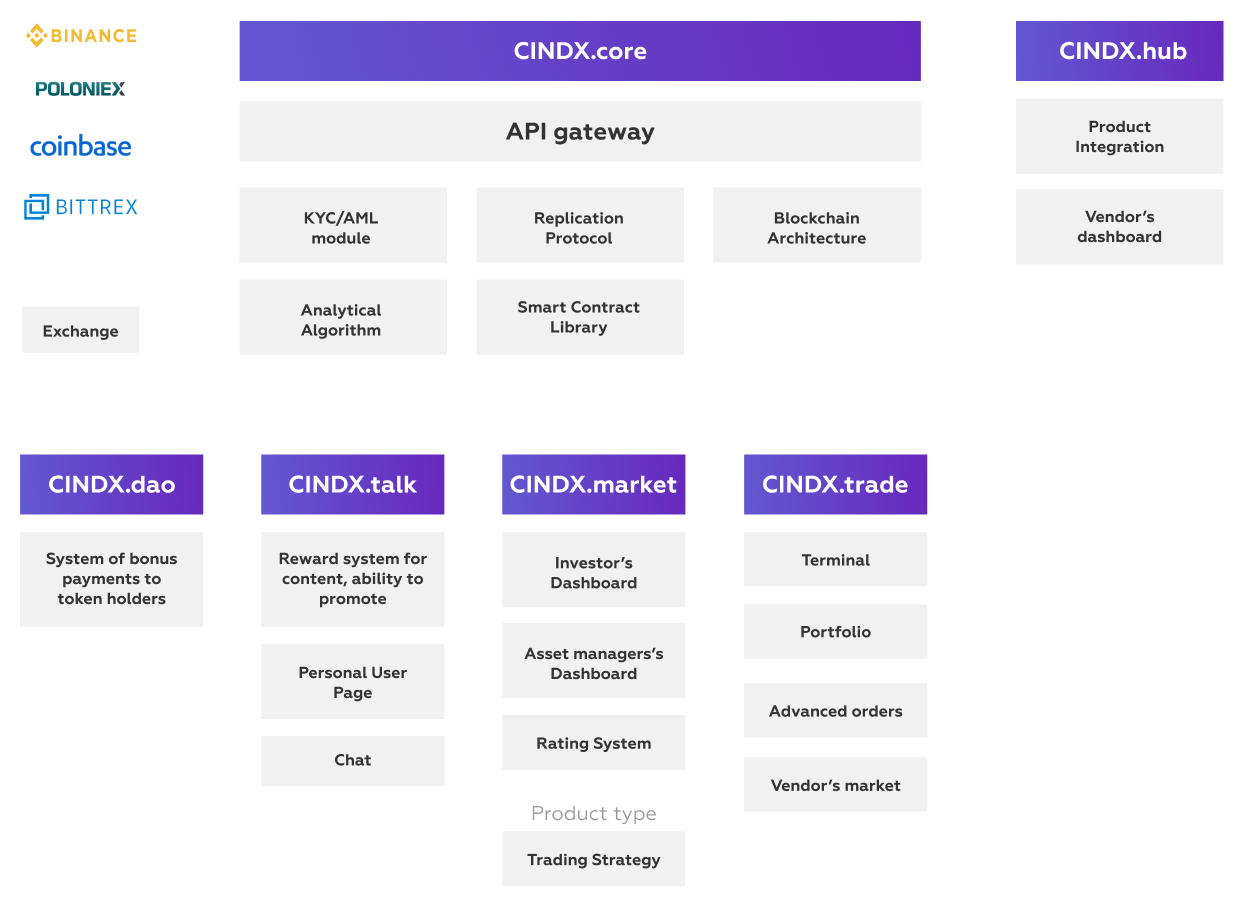 BINANCE
POLONIEX
coinbase
BITTREX
Exchange
CINDX.core
API gateway
KYC/AML
module
Replication
Protocol
Blockchain
Architecture
Analytical
Algorithm
Smart Contract
Library
CINDX.hub
Product
Integration
Vendor's
dashboard
CINDX.dao
System of bonus
payments to
token holders
CINDX.talk
Reward system for
content, ability to
promote
Personal User
Page
Chat
CINDX.market
Investor's
Dashboard
Asset managers's
Dashboard
Rating System
Product type
Trading Strategy
CINDX.trade
Terminal
Portfolio
Advanced orders
Vendor's market